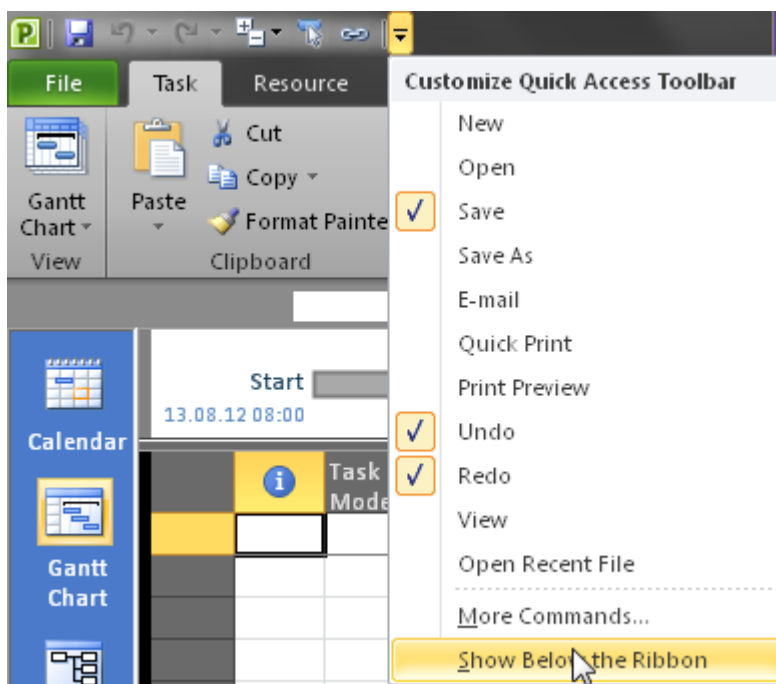 P
File
Task
Resource
Customize Quick Access Toolbar
New
Open
Save
Save As
E-mail
Quick Print
Print Preview
Undo
Redo
View
Open Recent File
More Commands...
Show Below the Ribbon
Gantt
Chart
View
Paste
Cut
Copy
Format Painte
Clipboard
Start
13.08.12 08:00
Calendar
Gantt
Chart
i
Task
Mode